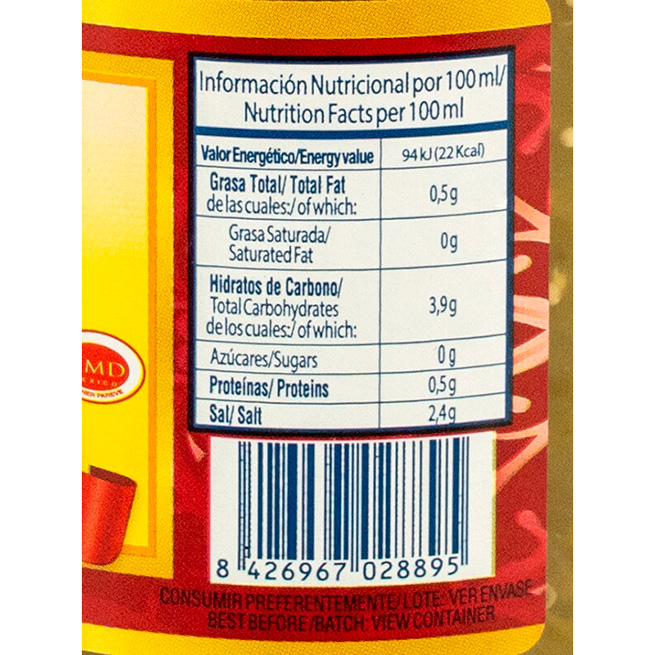 Información Nutricional por 100 ml/
Nutrition Facts per 100 ml
Valor Energético/Energy value 94 kJ (22 Kcal)
Grasa Total/ Total Fat
de las cuales:/ of which: 0,5 g
Grasa Saturada/
Saturated Fat 0g
Hidratos de Carbono/
Total Carbohydrates
de los cuales:/ of which: 3,9 g
Azúcares/Sugars 0 g
Proteínas/ Proteins 0,5g
Sal/ Salt 2,4g
MD
8 426967 028895
CONSUMIR PREFERENTEMENTE/LOTE: VER ENVASE
BEST BEFORE/BATCH: VIEW CONTAINER